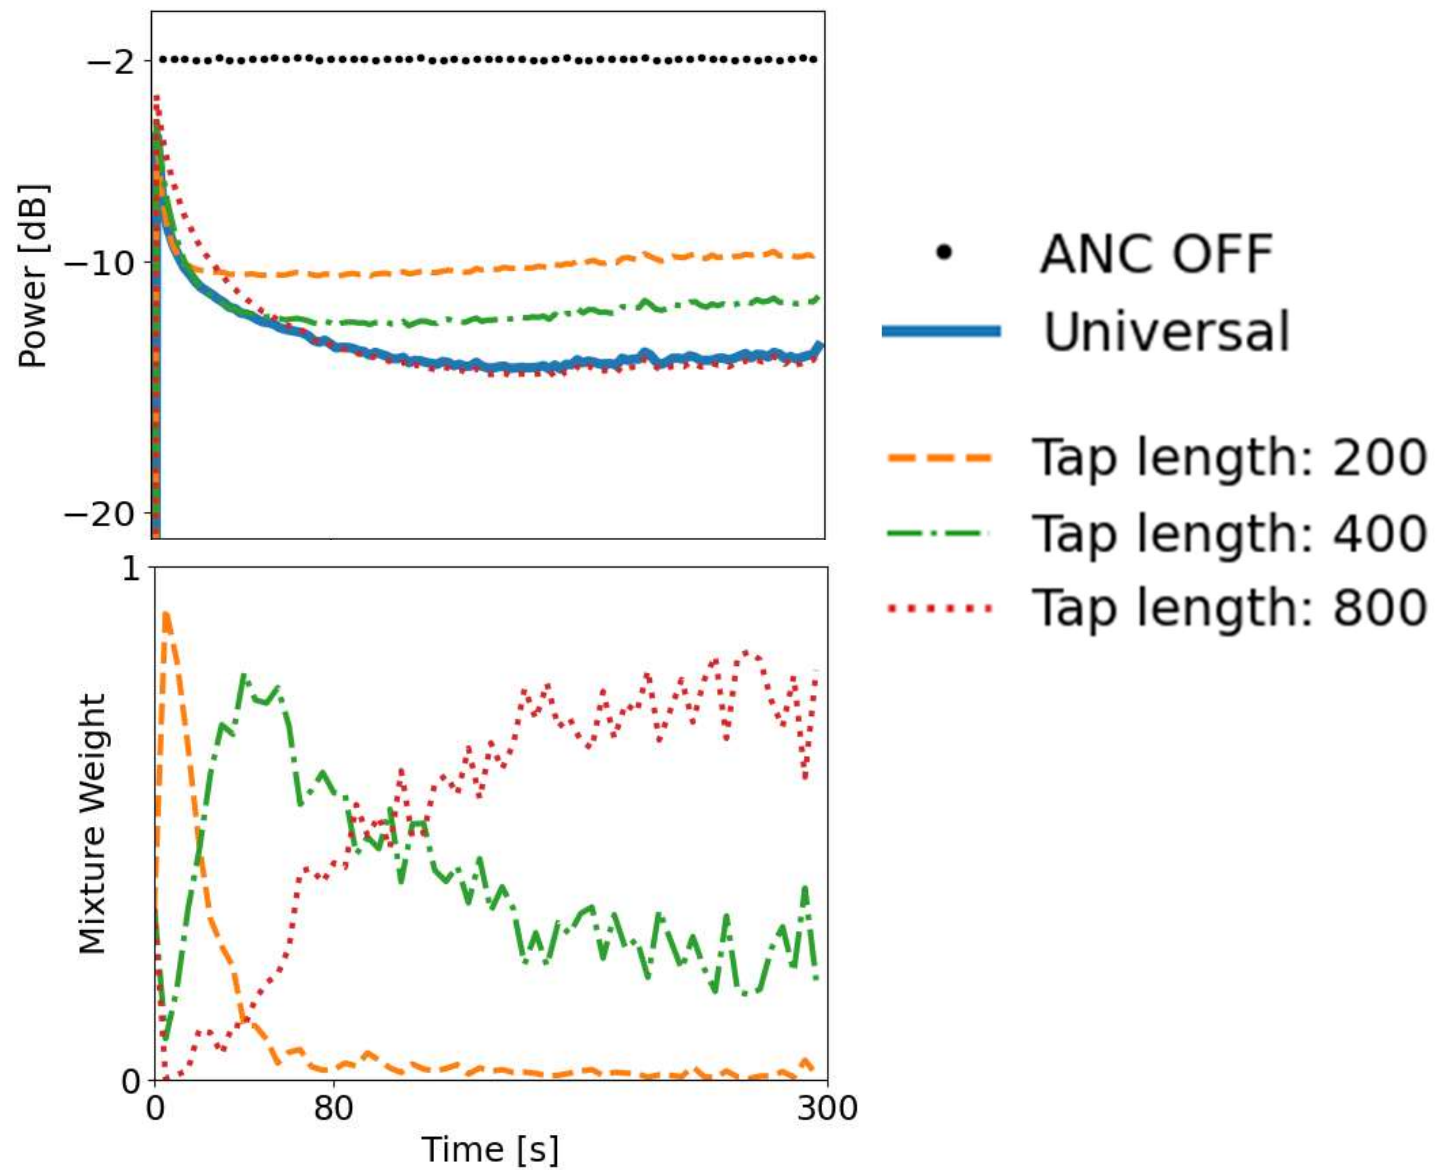 −2
−10
−20
Power [dB]
ANC OFF
Universal
Tap length: 200
Tap length: 400
Tap length: 800
1
0
Mixture Weight
0 80 300
Time [s]